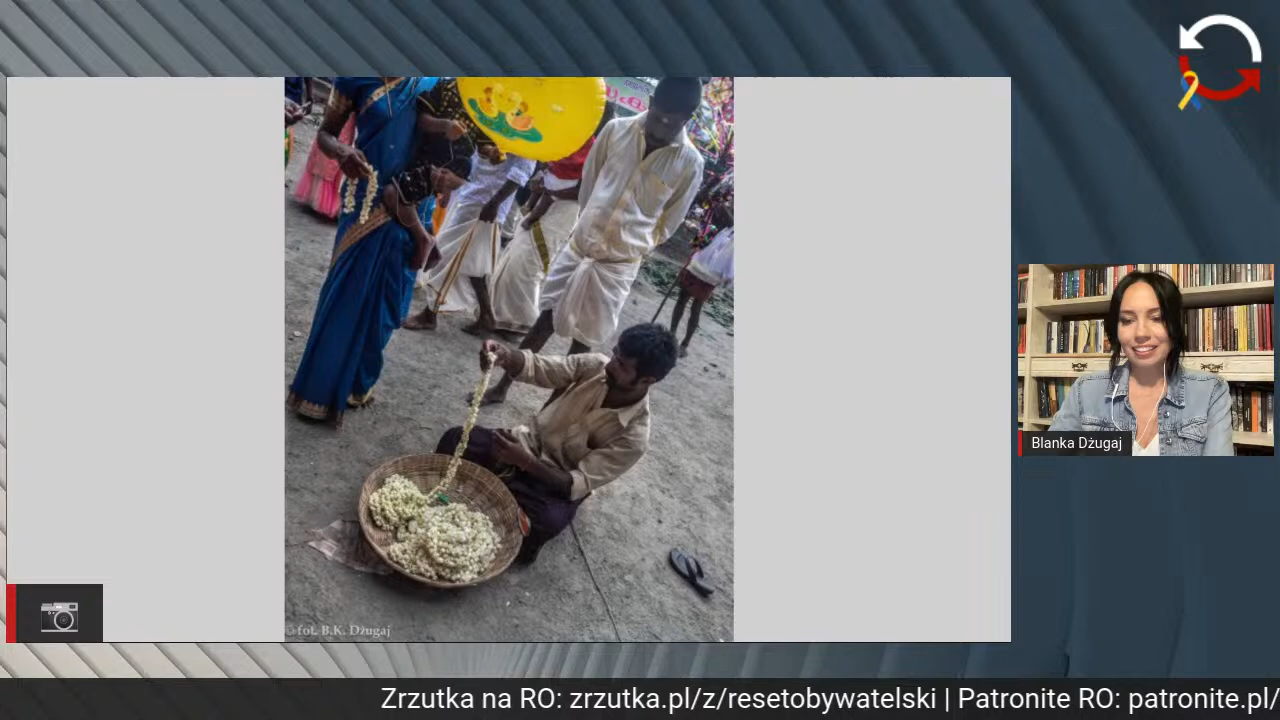 Blanka Dżugaj
© fot. B.K. Dżugaj
Zrzutka na RO: zrzutka.pl/z/resetobywatelski | Patronite RO: patronite.pl/